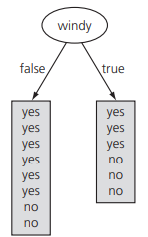 windy
false true
yes
yes
yes
yes
yes
yes
no
no
yes
yes
yes
no
no
no